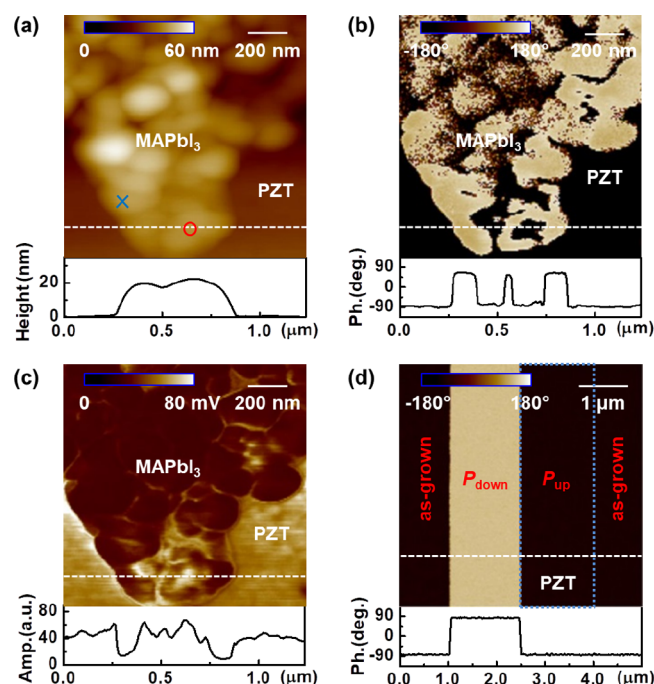 (a)
0
60 nm
200 nm
MAPbI₃
PZT
Height (nm)
20
0
0.0
0.5
1.0
(μm)
(b)
-180°
180°
200 nm
MAPbI₃
PZT
Ph.(deg.)
90
0
-90
0.0
0.5
1.0
(μm)
(c)
0
80 mV
200 nm
MAPbI₃
PZT
Amp.(a.u.)
80
40
0
0.0
0.5
1.0
(μm)
(d)
-180°
180°
1 μm
as-grown
Pdown
Pup
as-grown
PZT
Ph.(deg.)
90
0
-90
0.0
1.0
2.0
3.0
4.0
(μm)